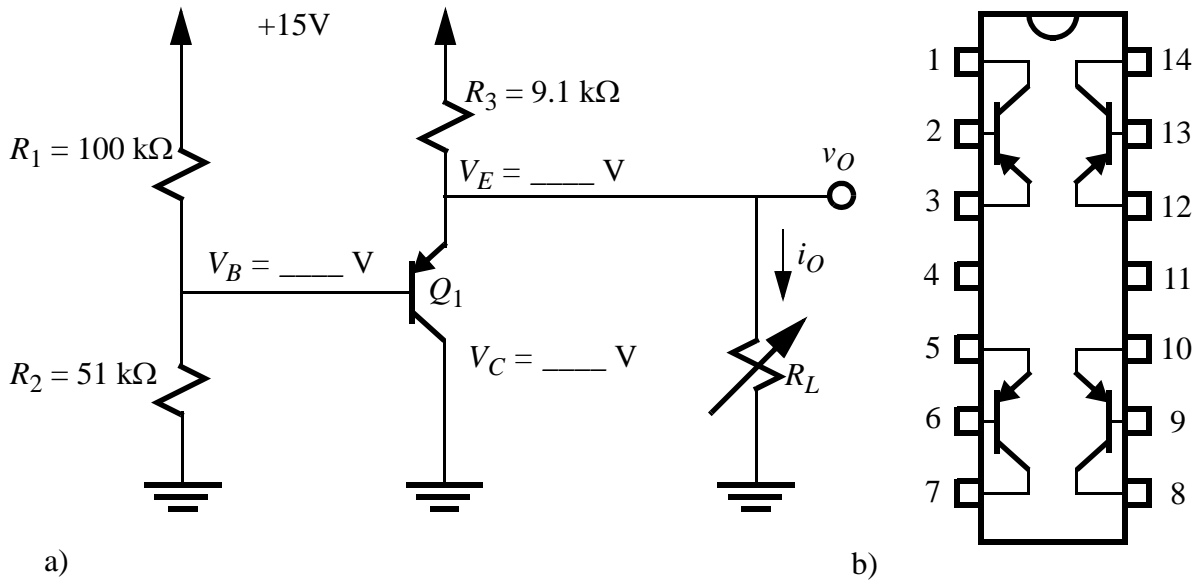 +15V
R3 = 9.1 kΩ
R1 = 100 kΩ
VE = ____ V
vO
VB = ____ V
iO
Q1
VC = ____ V
R2 = 51 kΩ
RL
a)
1
14
2
13
3
12
4
11
5
10
6
9
7
8
b)